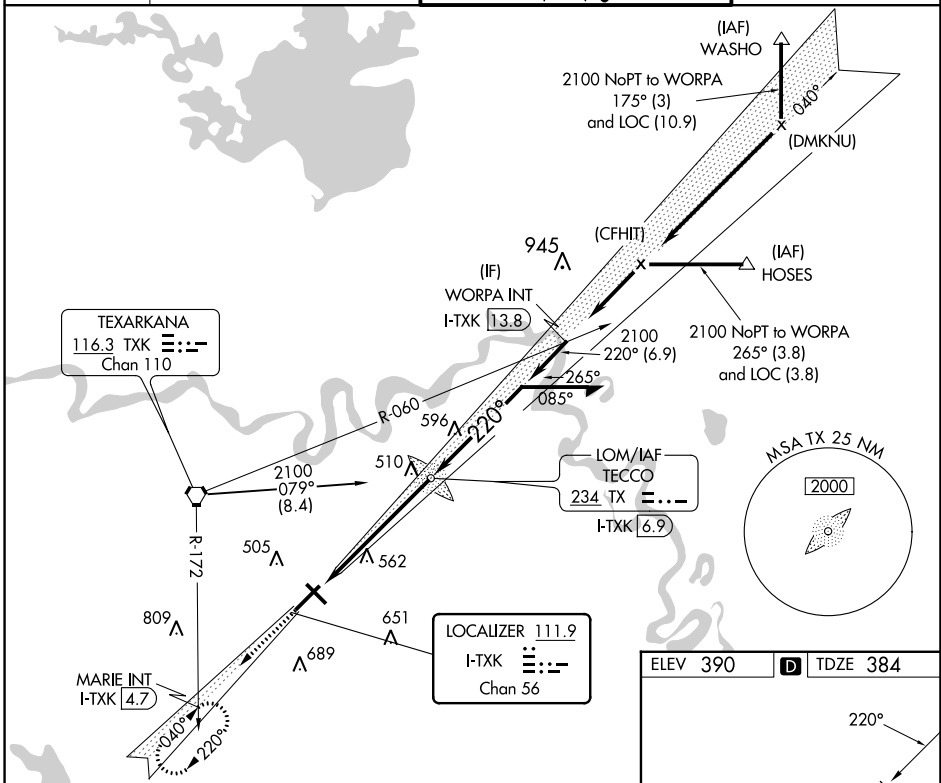 (IAF)
WASHO
2100 NoPT to WORPA
175° (3)
and LOC (10.9)
040°
(DMKNU)
(CFHIT)
945
(IAF)
HOSES
(IF)
WORPA INT
I-TXK 13.8
TEXARKANA
116.3 TXK
Chan 110
2100
220° (6.9)
2100 NoPT to WORPA
265° (3.8)
and LOC (3.8)
265°
085°
R-060
596
220°
MSA TX 25 NM
2000
510
LOM/IAF
TECCO
234 TX
I-TXK 6.9
2100
079°
(8.4)
R-172
505
562
809
651
689
LOCALIZER 111.9
I-TXK
Chan 56
MARIE INT
I-TXK 4.7
040°
220°
ELEV 390 D TDZE 384
220°